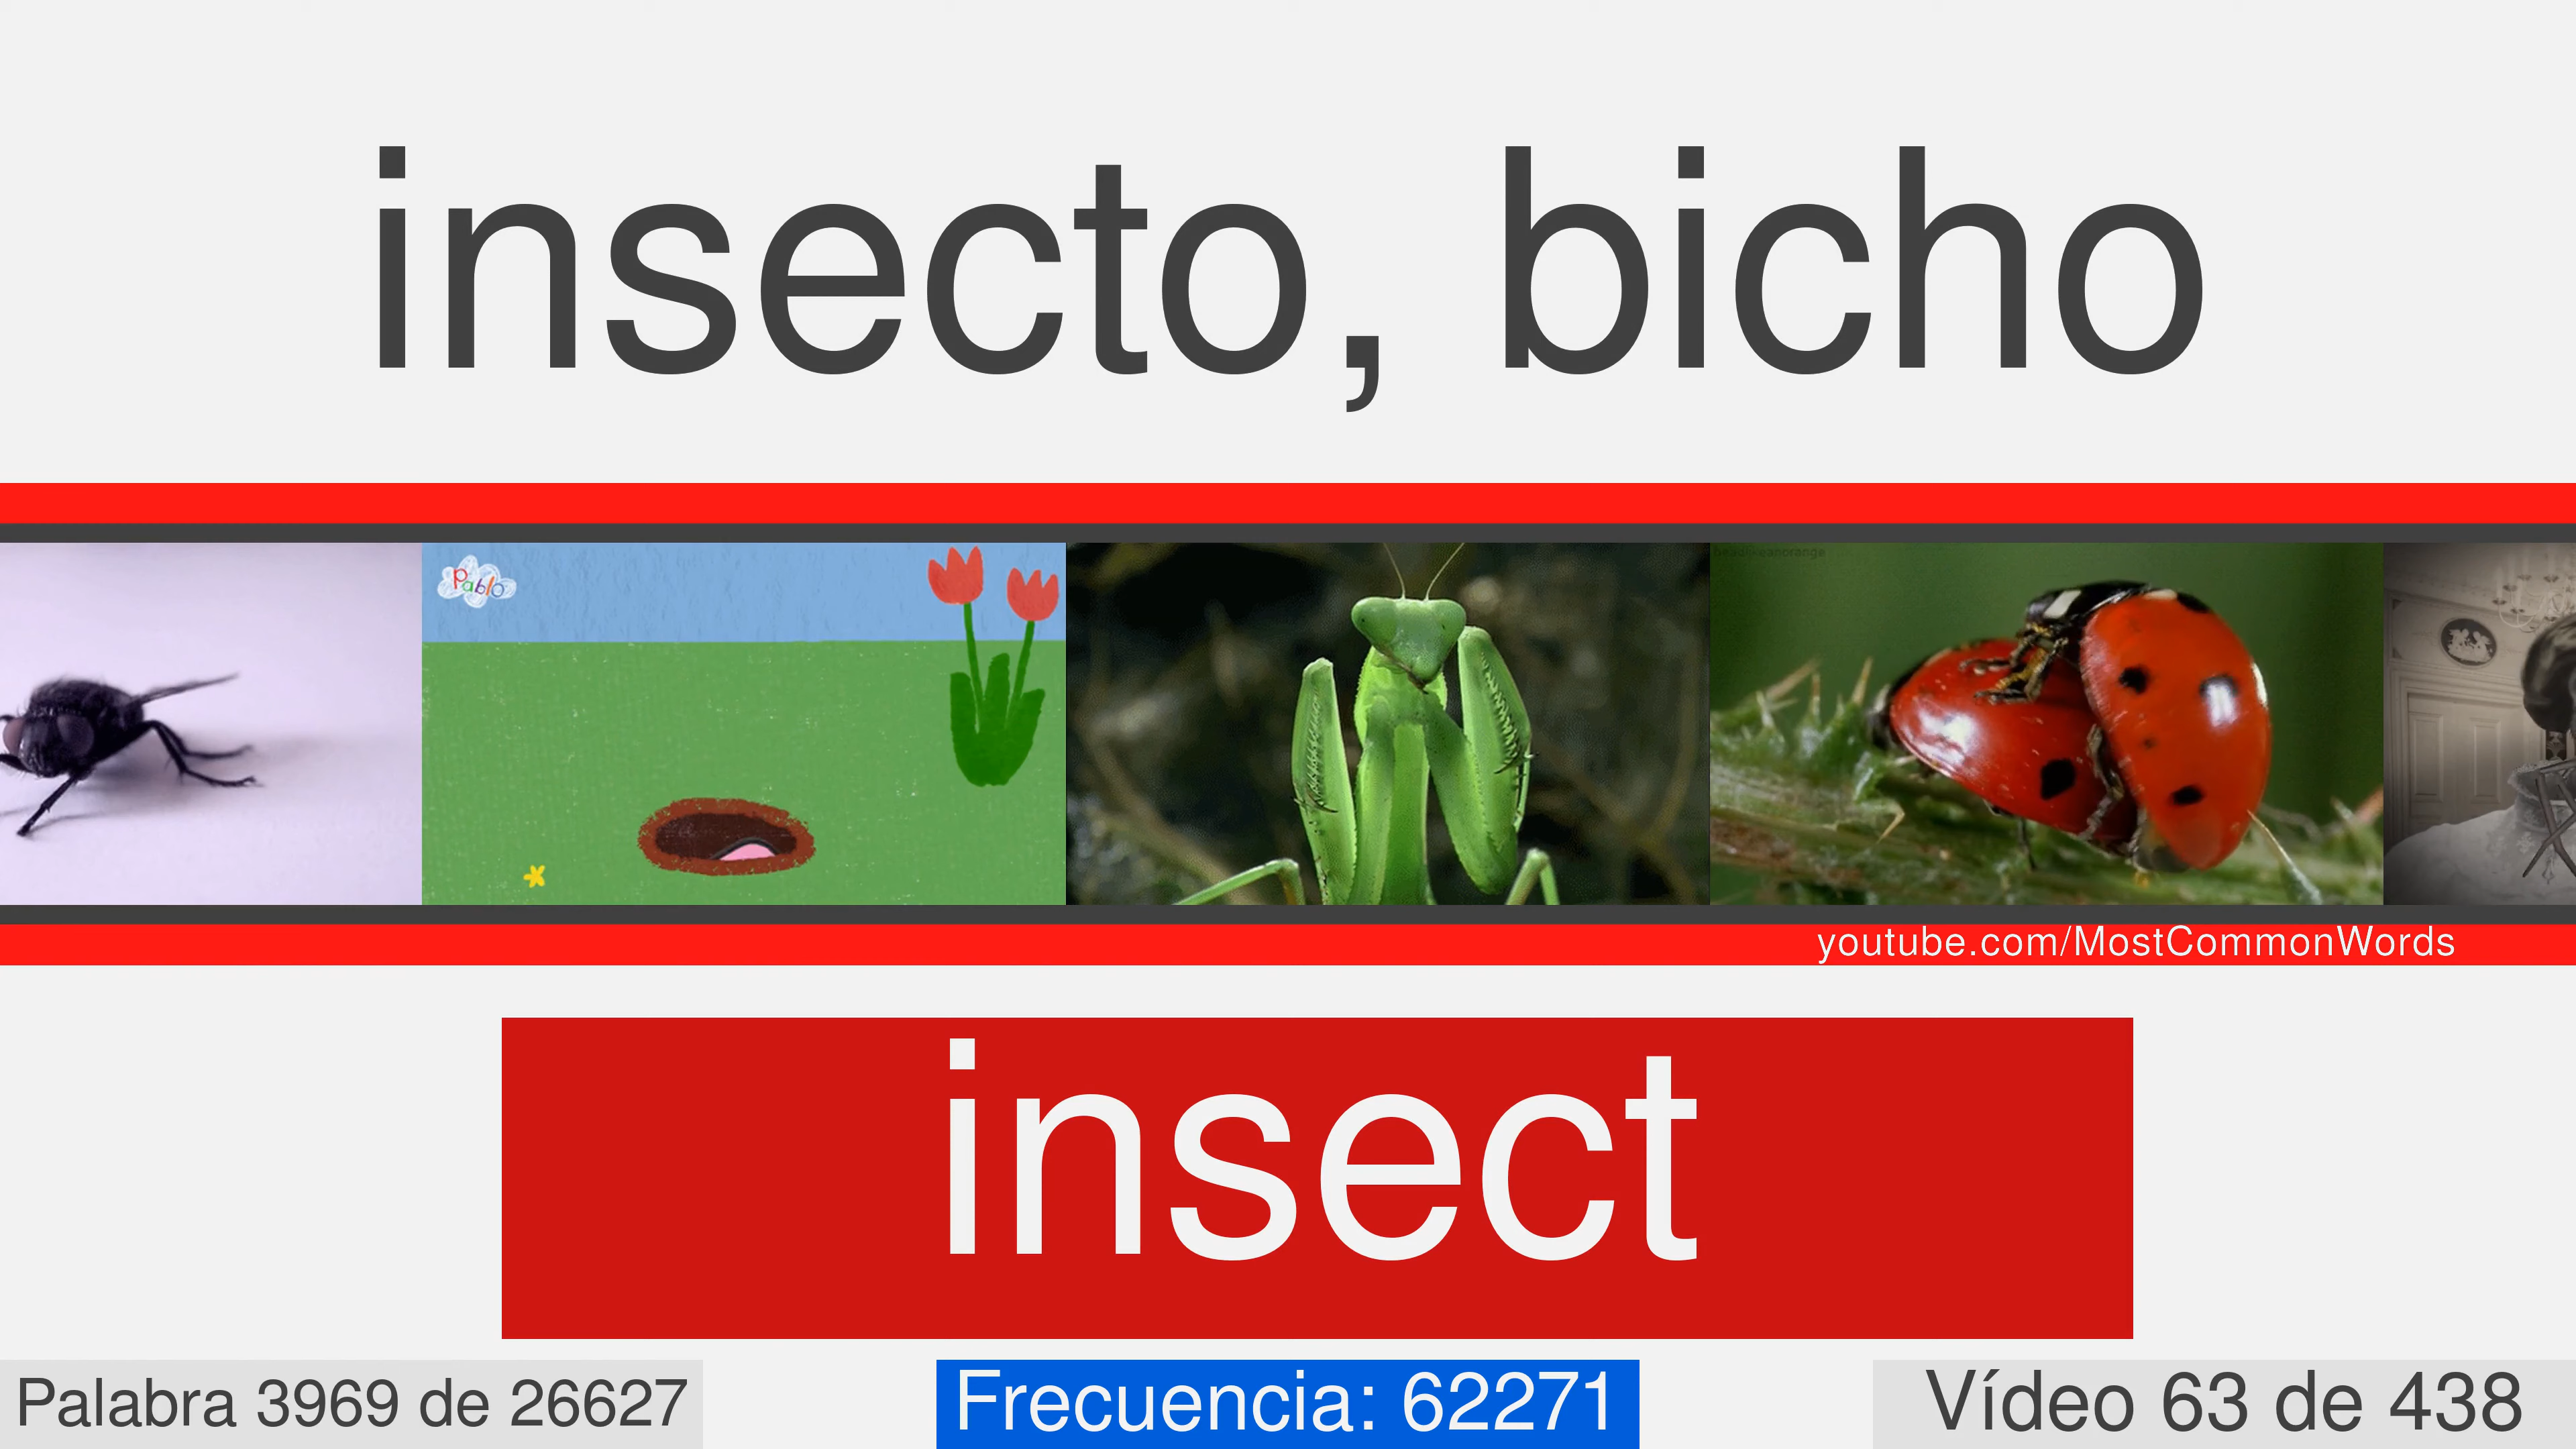 insecto, bicho
Pablo
youtube.com/MostCommonWords
insect
Palabra 3969 de 26627
Frecuencia: 62271
Vídeo 63 de 438